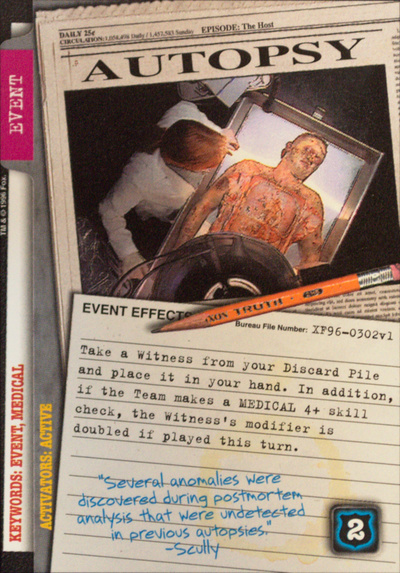 DAILY 25¢
EPISODE: The Host
AUTOPSY
EVENT
TM & © 1996 Fox.
EVENT EFFECTS
TRUTH
Bureau File Number: XF96-0302v1
Take a Witness from your Discard Pile
and place it in your hand. In addition,
if the Team makes a MEDICAL 4+ skill
check, the Witness's modifier is
doubled if played this turn.
"Several anomalies were
discovered during postmortem
analysis that were undetected
in previous autopsies."
-Scully
2
KEYWORDS: EVENT, MEDICAL
ACTIVATORS: ACTIVE